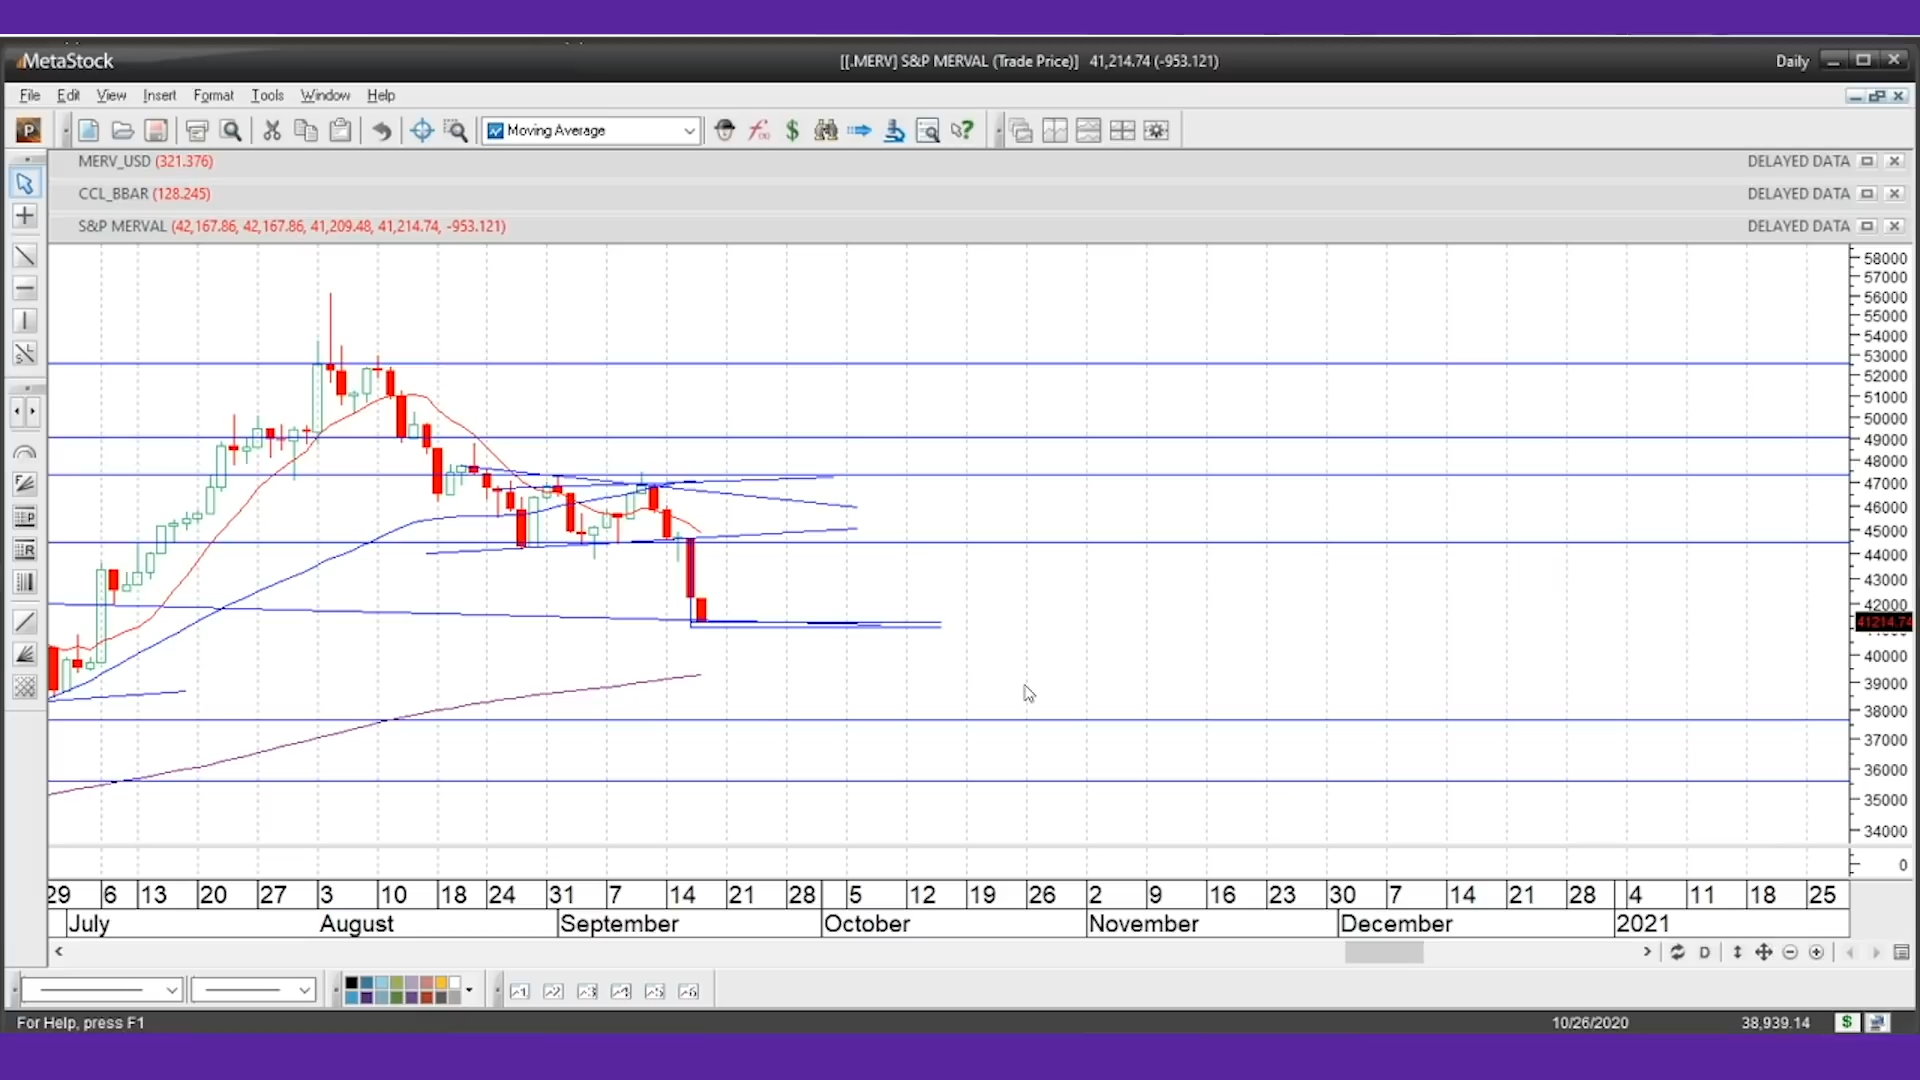 MetaStock
[[.MERV] S&P MERVAL (Trade Price)] 41,214.74 (-953.121)
Daily
File Edit View Insert Format Tools Window Help
P Moving Average
MERV_USD (321.376) DELAYED DATA
CCL_BBAR (128.245) DELAYED DATA
S&P MERVAL (42,167.86, 42,167.86, 41,209.48, 41,214.74, -953.121) DELAYED DATA
58000
57000
56000
55000
54000
53000
52000
51000
50000
49000
48000
47000
46000
45000
44000
43000
42000
41214.74
40000
39000
38000
37000
36000
35000
34000
0
29 6 13 20 27 3 10 18 24 31 7 14 21 28 5 12 19 26 2 9 16 23 30 7 14 21 28 4 11 18 25
July August September October November December 2021
D
For Help, press F1 10/26/2020 38,939.14 $